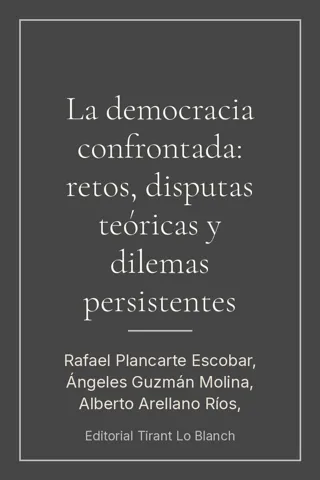 La democracia
confrontada:
retos, disputas
teóricas y
dilemas
persistentes
Rafael Plancarte Escobar,
Ángeles Guzmán Molina,
Alberto Arellano Ríos,
Editorial Tirant Lo Blanch